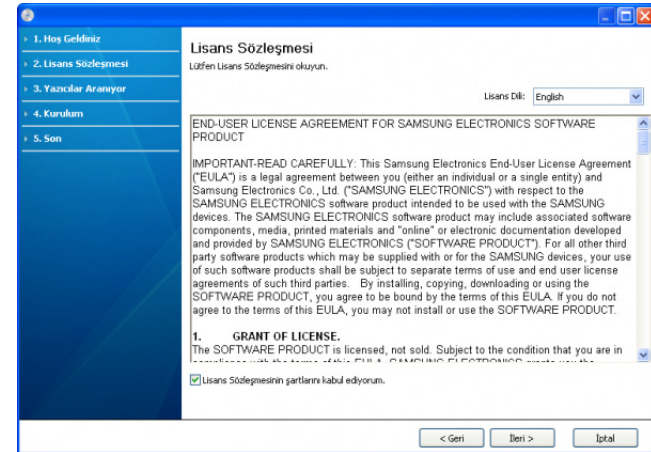 1. Hoş Geldiniz
2. Lisans Sözleşmesi
3. Yazıcılar Aranıyor
4. Kurulum
5. Son
Lisans Sözleşmesi
Lütfen Lisans Sözleşmesini okuyun.
Lisans Dili: English
END-USER LICENSE AGREEMENT FOR SAMSUNG ELECTRONICS SOFTWARE
PRODUCT
IMPORTANT-READ CAREFULLY: This Samsung Electronics End-User License Agreement
("EULA") is a legal agreement between you (either an individual or a single entity) and
Samsung Electronics Co., Ltd. ("SAMSUNG ELECTRONICS") with respect to the
SAMSUNG ELECTRONICS software product intended to be used with the SAMSUNG
devices. The SAMSUNG ELECTRONICS software product may include associated software
components, media, printed materials and "online" or electronic documentation developed
and provided by SAMSUNG ELECTRONICS ("SOFTWARE PRODUCT"). For all other third
party software products which may be supplied with or for the SAMSUNG devices, your use
of such software products shall be subject to separate terms of use and end user license
agreements of such third parties. By installing, copying, downloading or using the
SOFTWARE PRODUCT, you agree to be bound by the terms of this EULA. If you do not
agree to the terms of this EULA, you may not install or use the SOFTWARE PRODUCT.
1. GRANT OF LICENSE.
The SOFTWARE PRODUCT is licensed, not sold. Subject to the condition that you are in
Lisans Sözleşmesinin şartlarını kabul ediyorum.
< Geri İleri > İptal